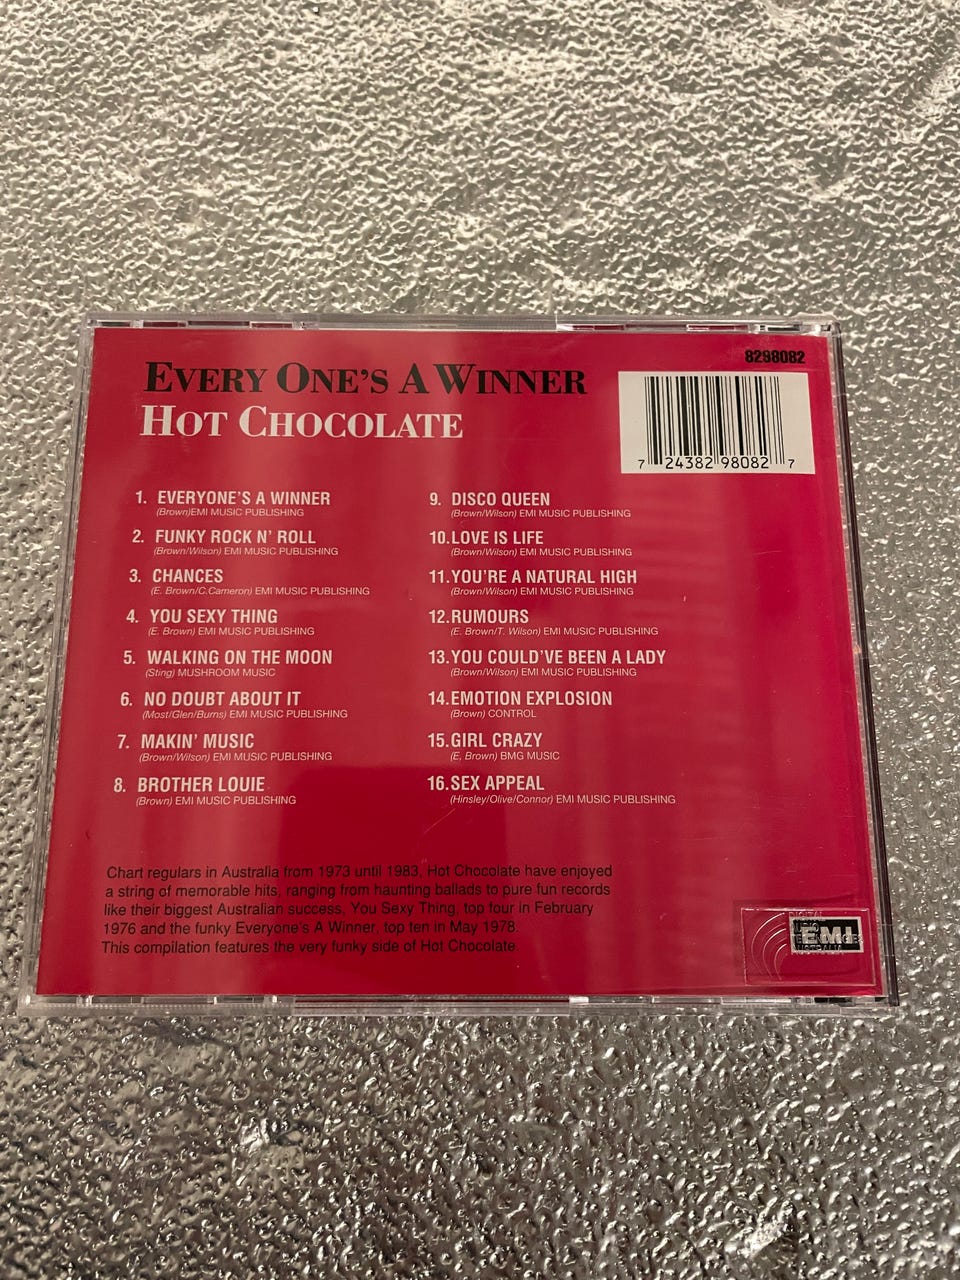 8298082
EVERY ONE'S A WINNER
HOT CHOCOLATE
7 24382 98082 7
1. EVERYONE'S A WINNER
(Brown)EMI MUSIC PUBLISHING
2. FUNKY ROCK N' ROLL
(Brown/Wilson) EMI MUSIC PUBLISHING
3. CHANCES
(E. Brown/C.Cameron) EMI MUSIC PUBLISHING
4. YOU SEXY THING
(E. Brown) EMI MUSIC PUBLISHING
5. WALKING ON THE MOON
(Sting) MUSHROOM MUSIC
6. NO DOUBT ABOUT IT
(Most/Glen/Burns) EMI MUSIC PUBLISHING
7. MAKIN' MUSIC
(Brown/Wilson) EMI MUSIC PUBLISHING
8. BROTHER LOUIE
(Brown) EMI MUSIC PUBLISHING
9. DISCO QUEEN
(Brown/Wilson) EMI MUSIC PUBLISHING
10. LOVE IS LIFE
(Brown/Wilson) EMI MUSIC PUBLISHING
11. YOU'RE A NATURAL HIGH
(Brown/Wilson) EMI MUSIC PUBLISHING
12. RUMOURS
(E. Brown/T. Wilson) EMI MUSIC PUBLISHING
13. YOU COULD'VE BEEN A LADY
(Brown/Wilson) EMI MUSIC PUBLISHING
14. EMOTION EXPLOSION
(Brown) CONTROL
15. GIRL CRAZY
(E. Brown) BMG MUSIC
16. SEX APPEAL
(Hinsley/Olive/Connor) EMI MUSIC PUBLISHING
Chart regulars in Australia from 1973 until 1983, Hot Chocolate have enjoyed
a string of memorable hits, ranging from haunting ballads to pure fun records
like their biggest Australian success, You Sexy Thing, top four in February
1976 and the funky Everyone's A Winner, top ten in May 1978.
This compilation features the very funky side of Hot Chocolate
DIGITAL
EMI